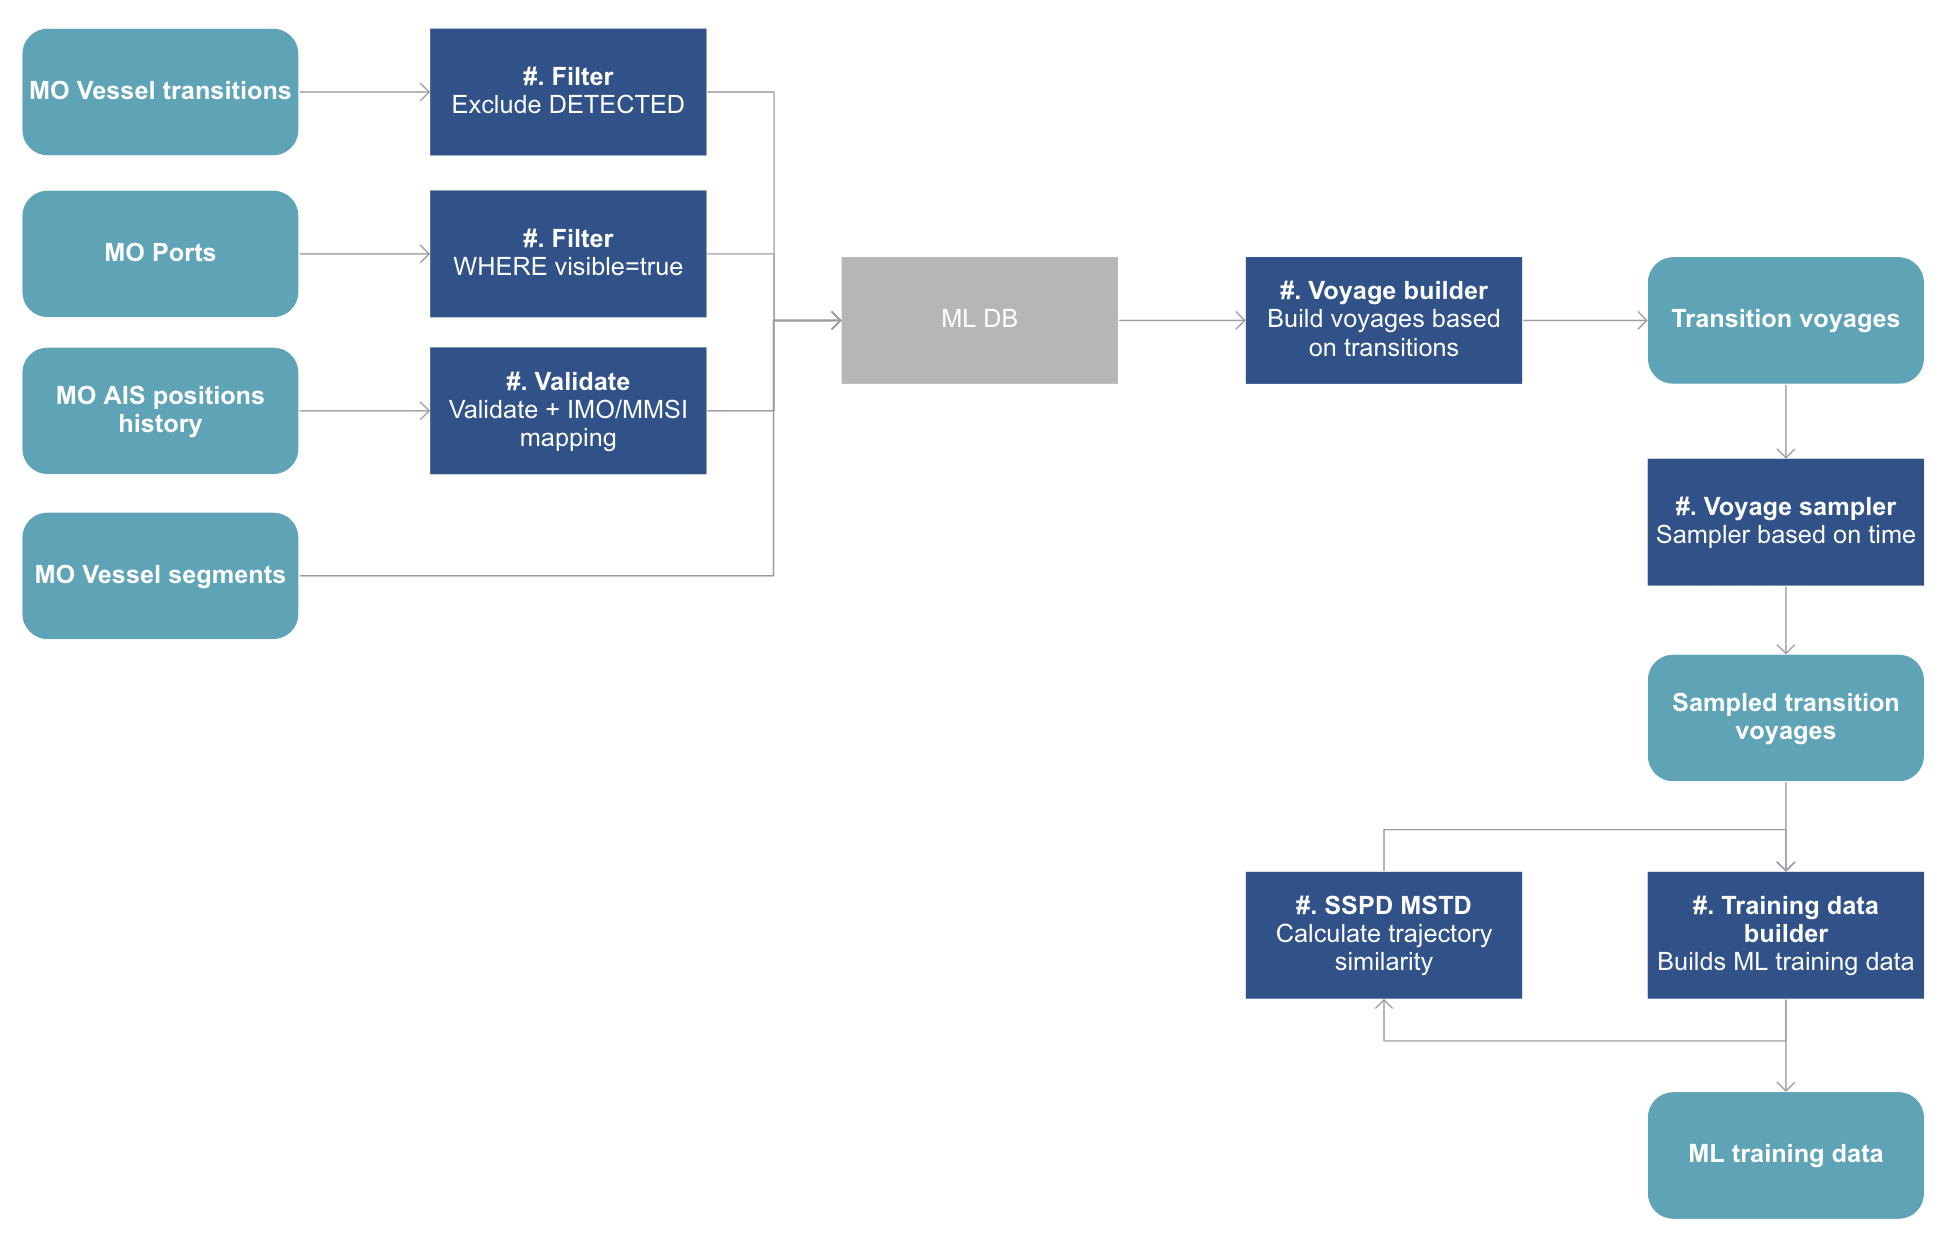 MO Vessel transitions
#. Filter
Exclude DETECTED
MO Ports
#. Filter
WHERE visible=true
MO AIS positions
history
#. Validate
Validate + IMO/MMSI
mapping
MO Vessel segments
ML DB
#. Voyage builder
Build voyages based
on transitions
Transition voyages
#. Voyage sampler
Sampler based on time
Sampled transition
voyages
#. SSPD MSTD
Calculate trajectory
similarity
#. Training data
builder
Builds ML training data
ML training data